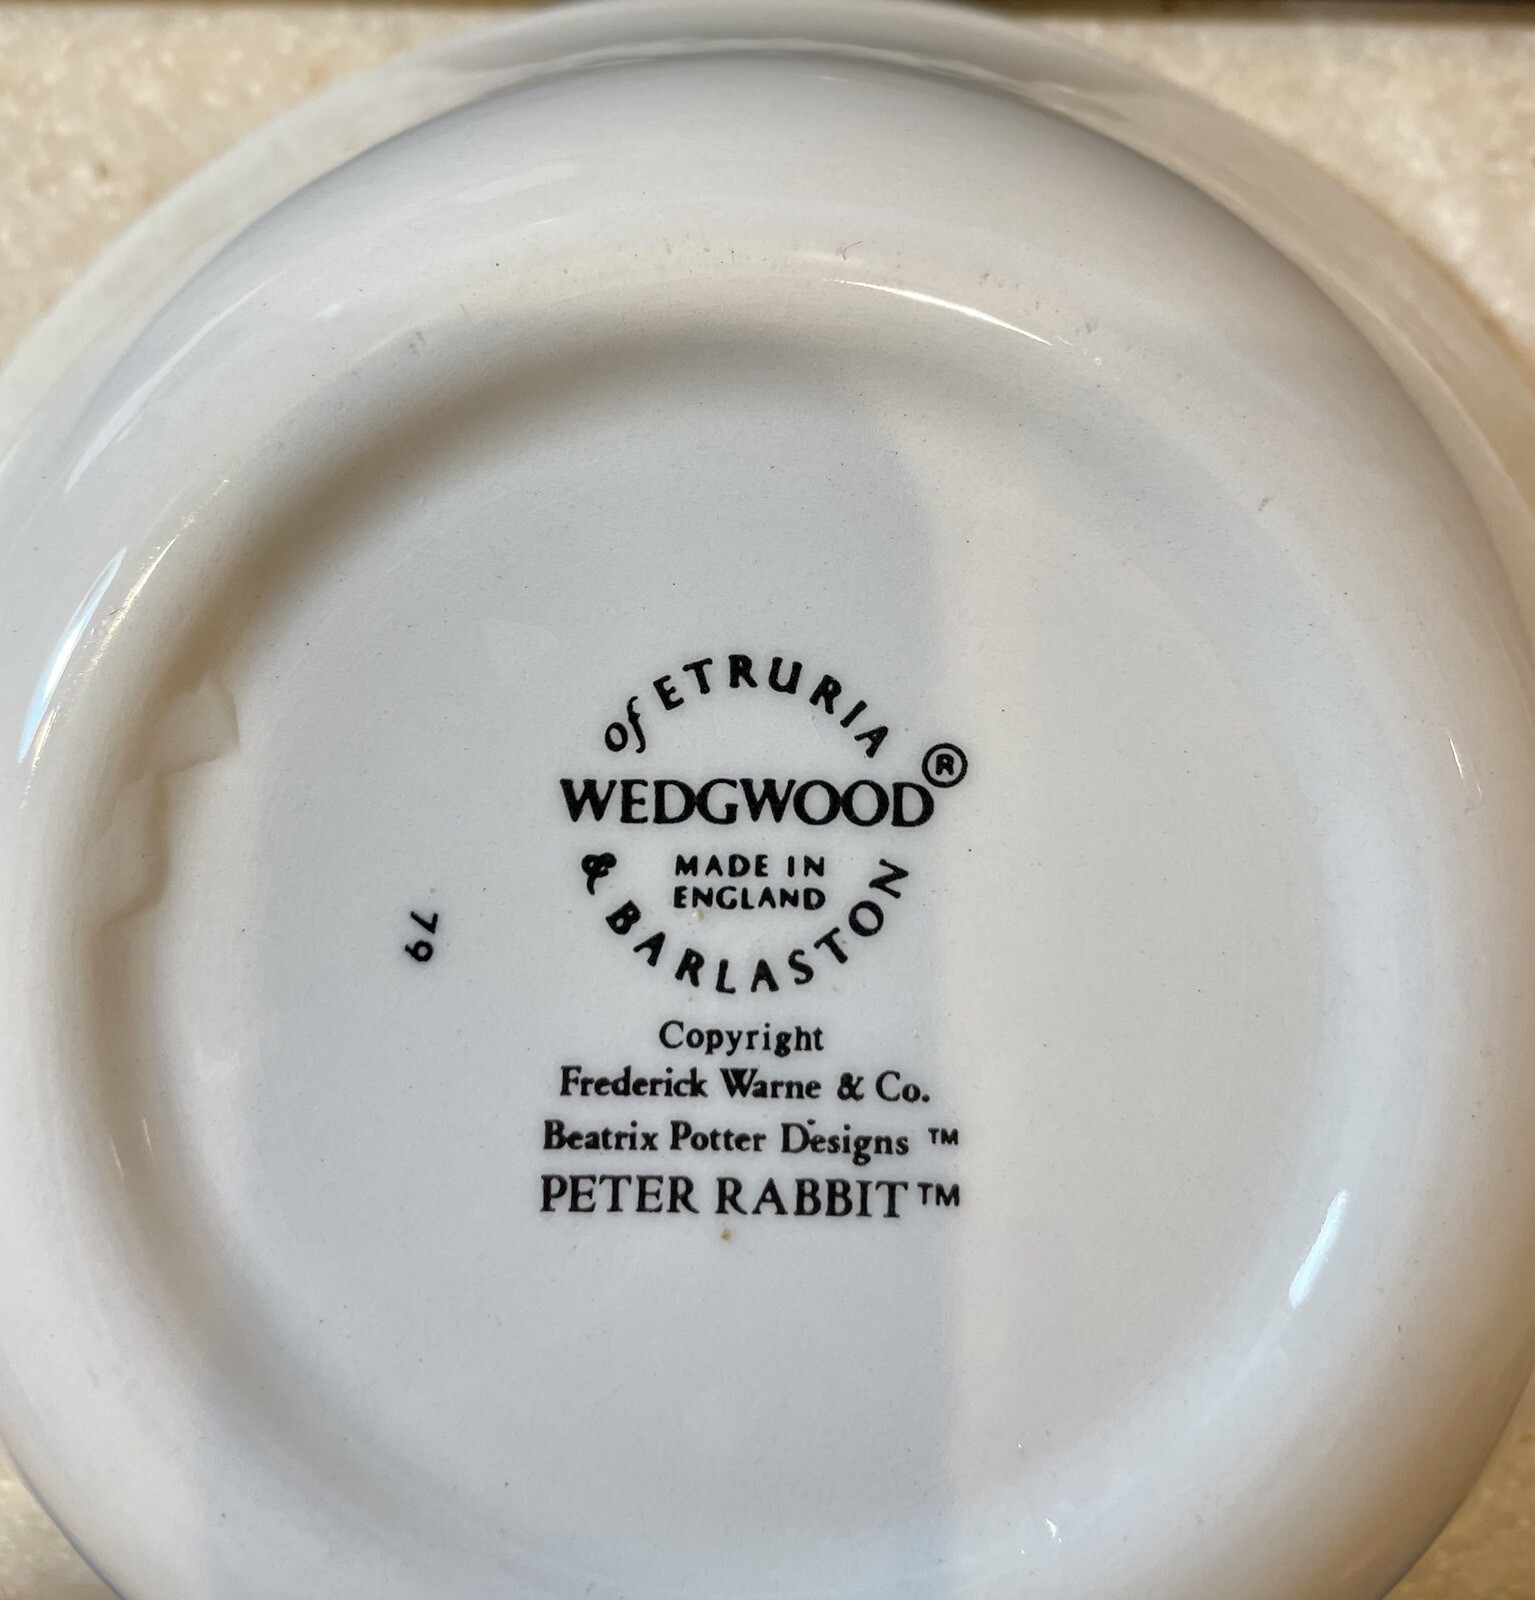 of ETRURIA
WEDGWOOD®
MADE IN
ENGLAND
& BARLASTON
79
Copyright
Frederick Warne & Co.
Beatrix Potter Designs ™
PETER RABBIT™